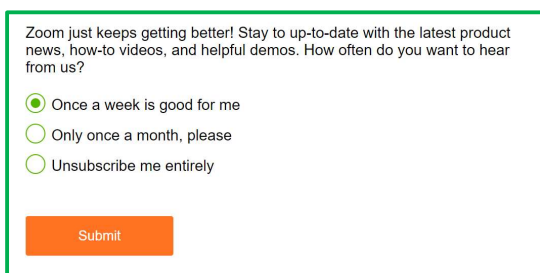 Zoom just keeps getting better! Stay to up-to-date with the latest product
news, how-to videos, and helpful demos. How often do you want to hear
from us?
Once a week is good for me
Only once a month, please
Unsubscribe me entirely
Submit